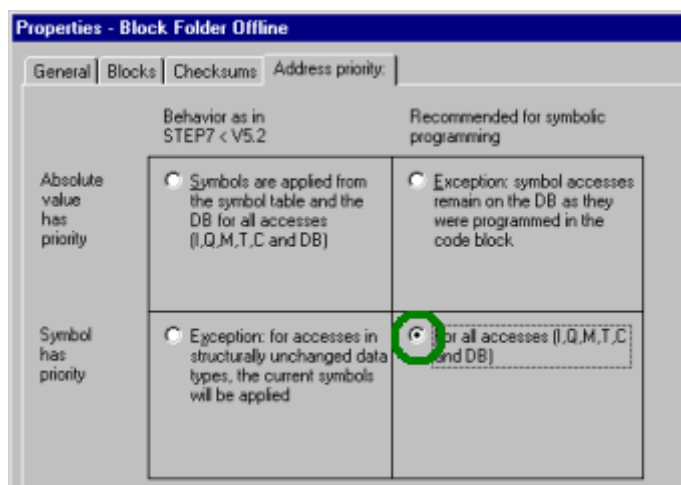 Properties - Block Folder Offline
General Blocks Checksums Address priority:
Behavior as in
STEP7 < V5.2
Recommended for symbolic
programming
Absolute
value
has
priority
Symbols are applied from
the symbol table and the
DB for all accesses
(I,Q,M,T,C and DB)
Exception: symbol accesses
remain on the DB as they
were programmed in the
code block
Symbol
has
priority
Exception: for accesses in
structurally unchanged data
types, the current symbols
will be applied
For all accesses (I,Q,M,T,C
and DB)